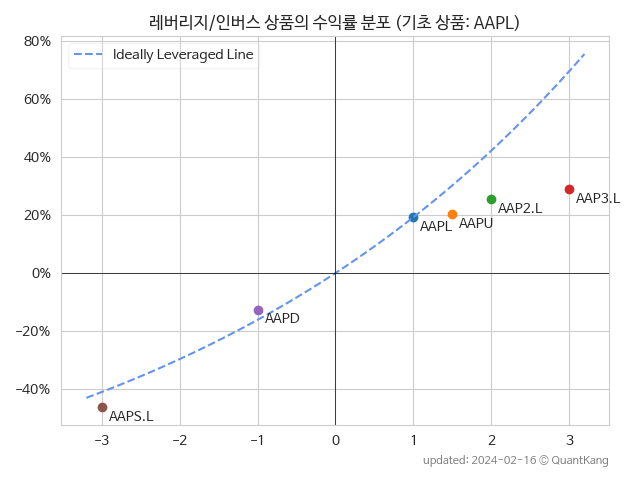 레버리지/인버스 상품의 수익률 분포 (기초 상품: AAPL)
80%
Ideally Leveraged Line
60%
40%
AAP3.L
AAP2.L
20%
AAPL
AAPU
0%
AAPD
−20%
−40%
AAPS.L
−3 −2 −1 0 1 2 3
updated: 2024-02-16 © QuantKang